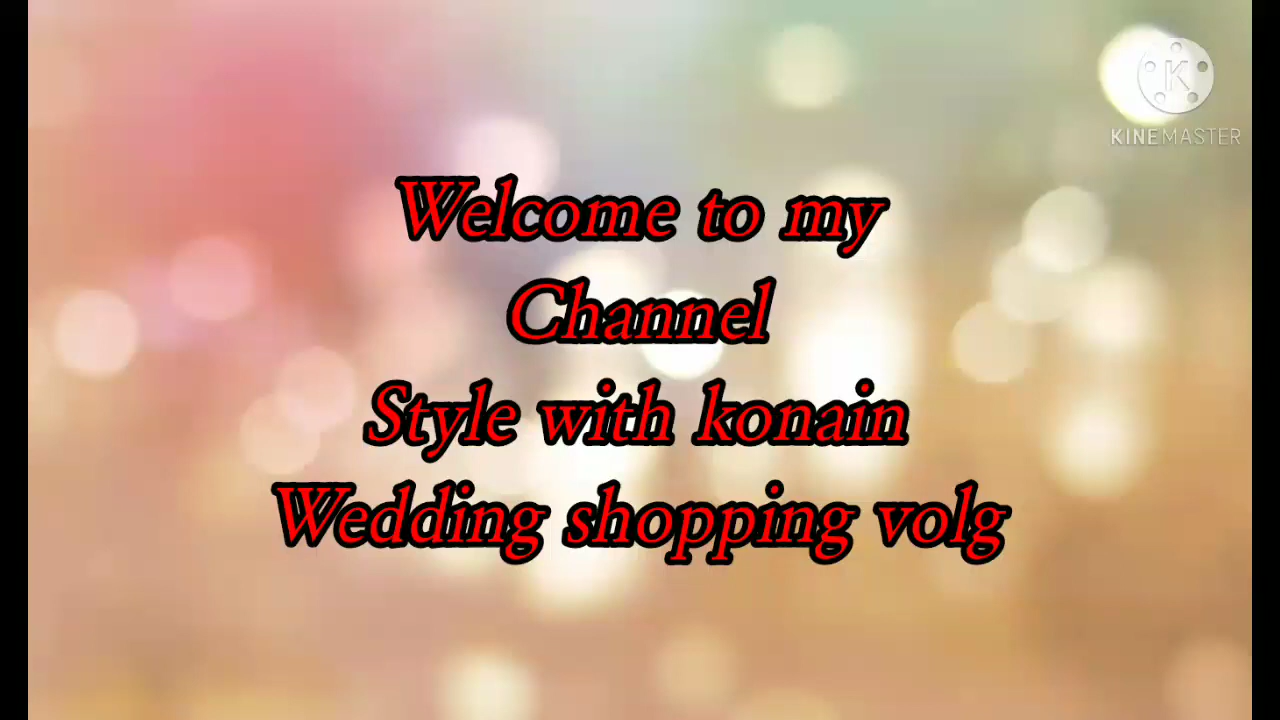 KINEMASTER
Welcome to my
Channel
Style with konain
Wedding shopping volg